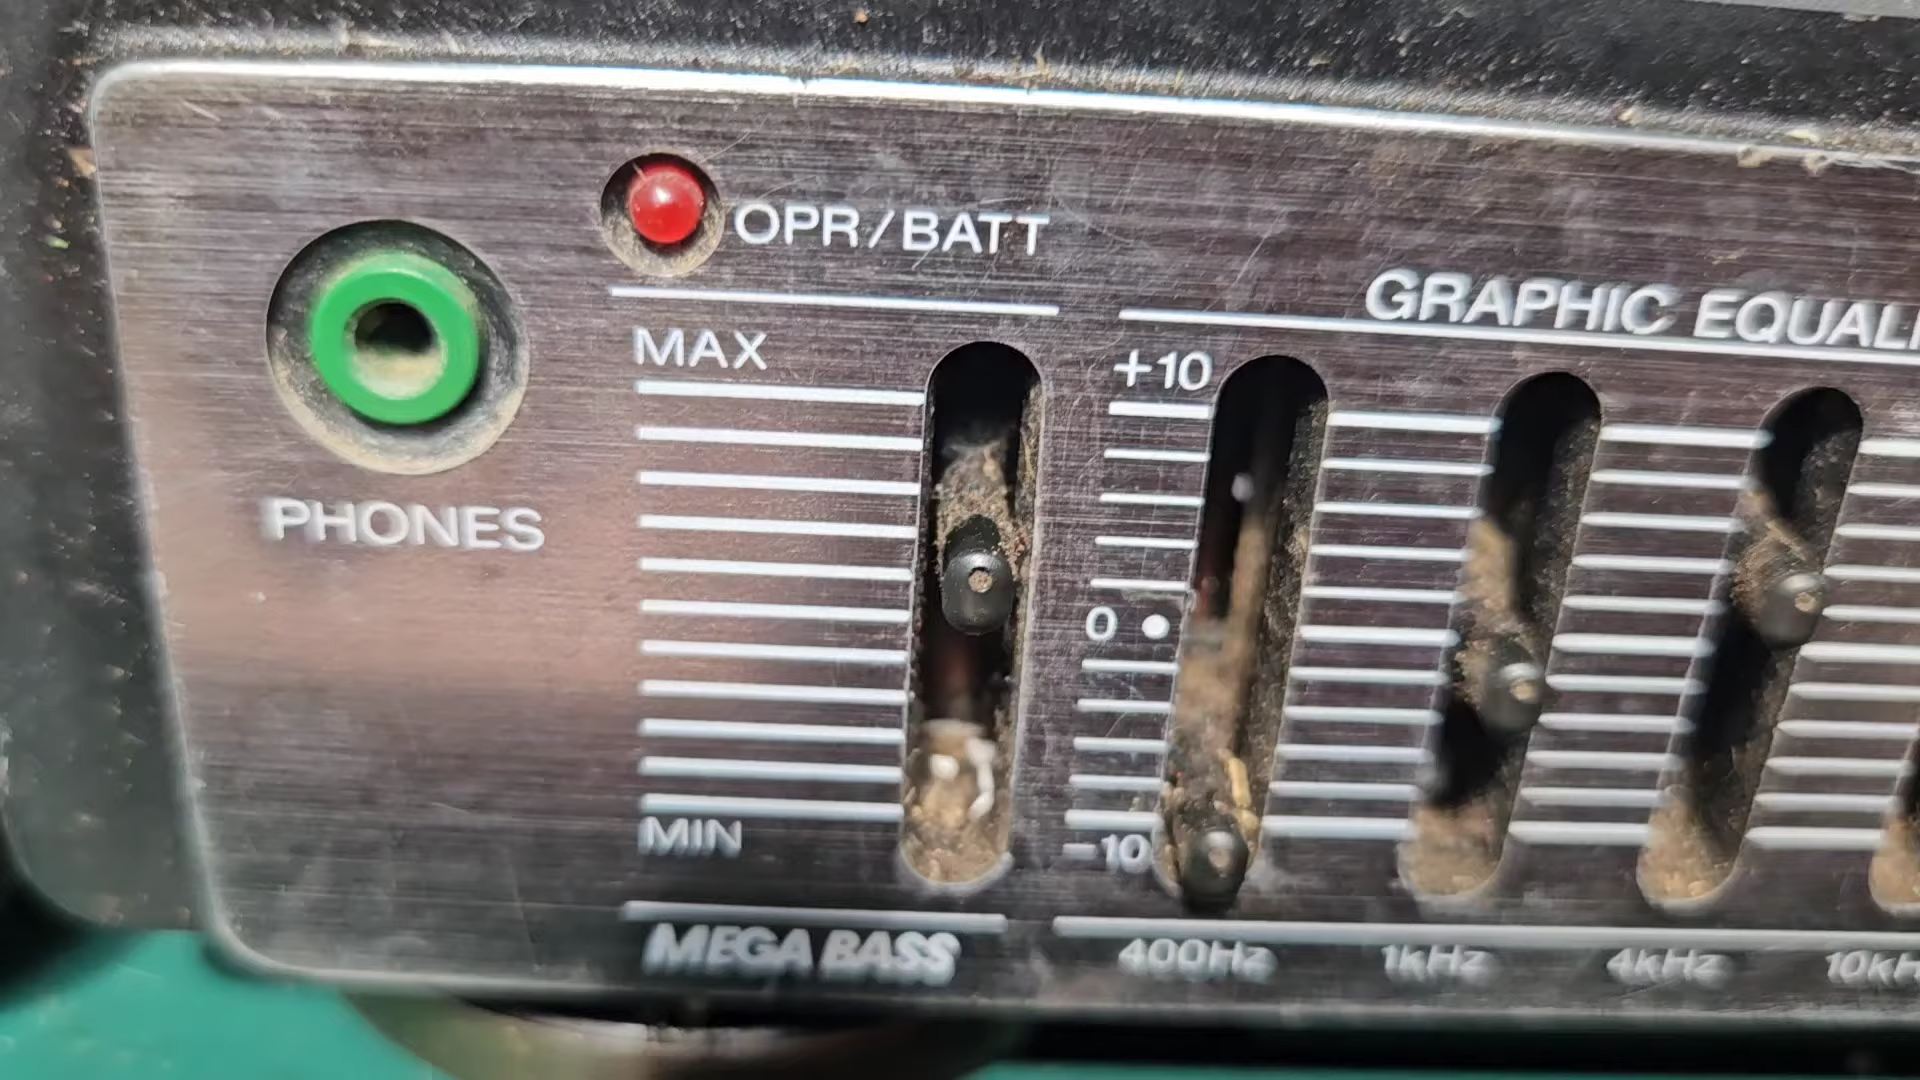 OPR/BATT
PHONES
MAX
MIN
MEGA BASS
GRAPHIC EQUALI
+10
0
-10
400Hz 1kHz 4kHz 10kH